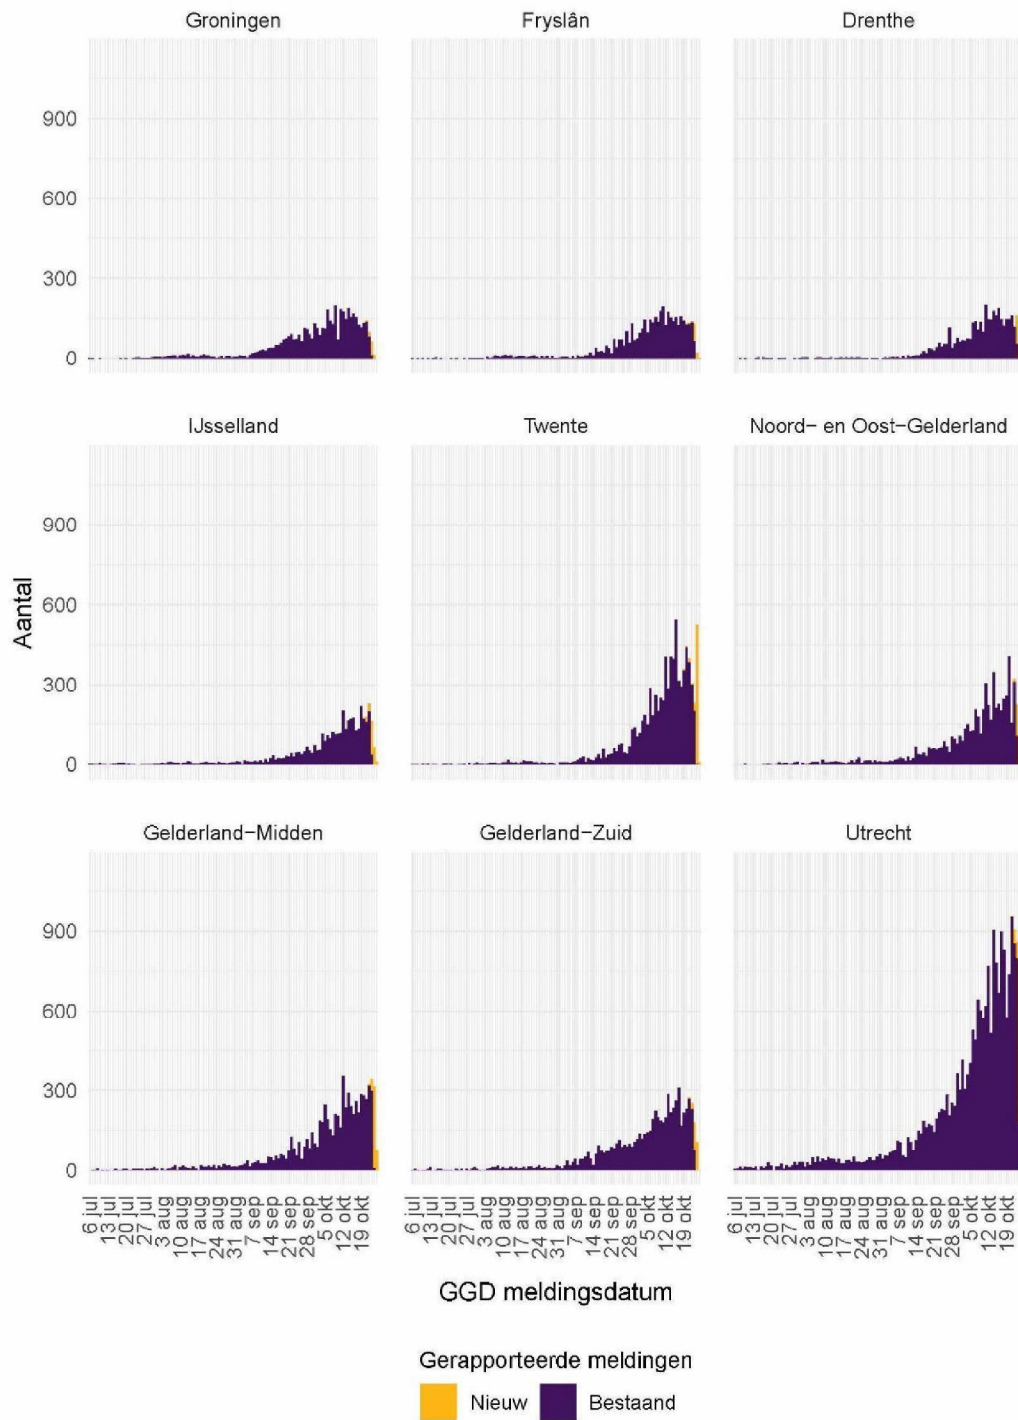 Groningen Fryslân Drenthe
900
600
300
0
IJsselland Twente Noord- en Oost-Gelderland
900
600
300
0
Aantal
Gelderland-Midden Gelderland-Zuid Utrecht
900
600
300
0
6 jul 13 jul 20 jul 27 jul 3 aug 10 aug 17 aug 24 aug 31 aug 7 sep 14 sep 21 sep 28 sep 5 okt 12 okt 19 okt 6 jul 13 jul 20 jul 27 jul 3 aug 10 aug 17 aug 24 aug 31 aug 7 sep 14 sep 21 sep 28 sep 5 okt 12 okt 19 okt 6 jul 13 jul 20 jul 27 jul 3 aug 10 aug 17 aug 24 aug 31 aug 7 sep 14 sep 21 sep 28 sep 5 okt 12 okt 19 okt
GGD meldingsdatum
Gerapporteerde meldingen
Nieuw Bestaand